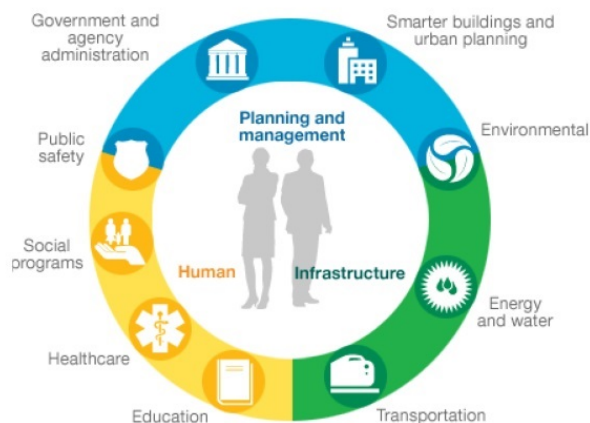 Government and
agency
administration
Smarter buildings and
urban planning
Planning and
management
Public
safety
Environmental
Social
programs
Human
Infrastructure
Energy
and water
Healthcare
Education
Transportation